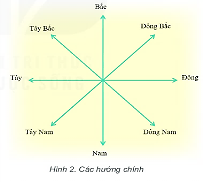 Bắc
Tây Bắc
Đông Bắc
Tây
Đông
Tây Nam
Đông Nam
Nam
Hình 2. Các hướng chính